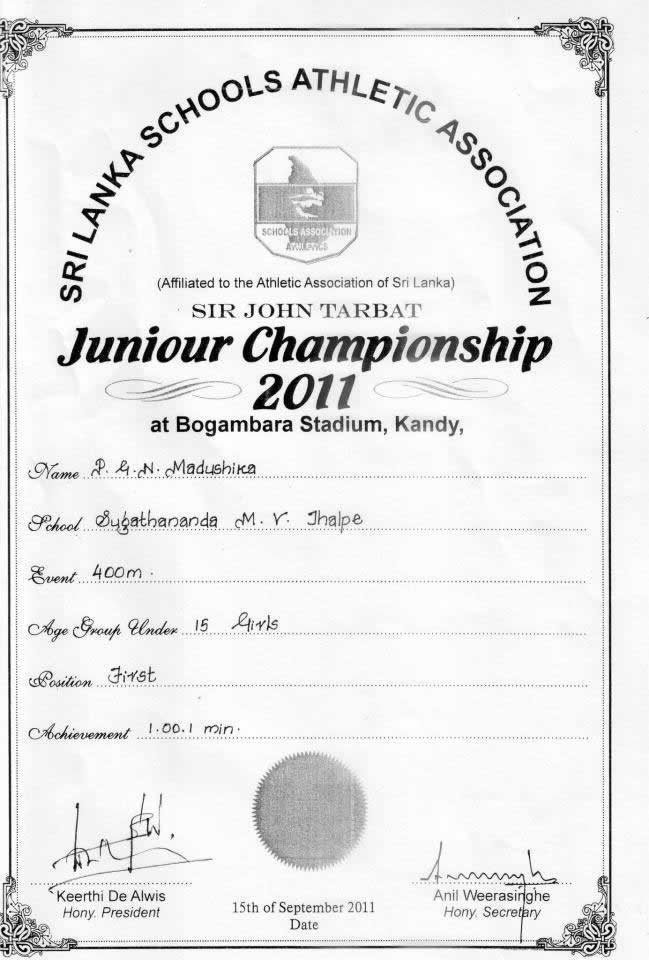 SRI LANKA SCHOOLS ATHLETIC ASSOCIATION
SCHOOLS ASSOCIATION
ATHLETICS
(Affiliated to the Athletic Association of Sri Lanka)
SIR JOHN TARBAT
Juniour Championship
2011
at Bogambara Stadium, Kandy,
Name P. G. N. Madushika
School Sugathananda M. V. Ihalpe
Event 400m.
Age Group Under 15 Girls
Position First
Achievement 1.00.1 min.
Keerthi De Alwis
Hony. President
15th of September 2011
Date
Anil Weerasinghe
Hony. Secretary